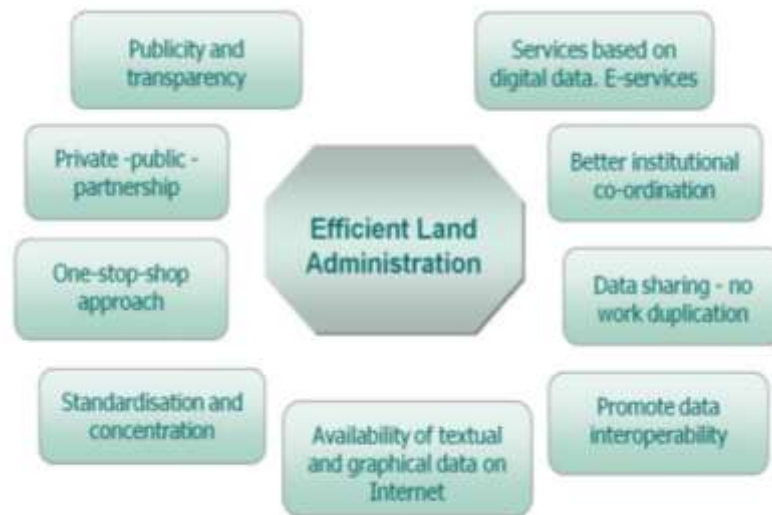 Publicity and
transparency
Services based on
digital data. E-services
Private -public -
partnership
Better institutional
co-ordination
Efficient Land
Administration
One-stop-shop
approach
Data sharing - no
work duplication
Standardisation and
concentration
Availability of textual
and graphical data on
Internet
Promote data
interoperability